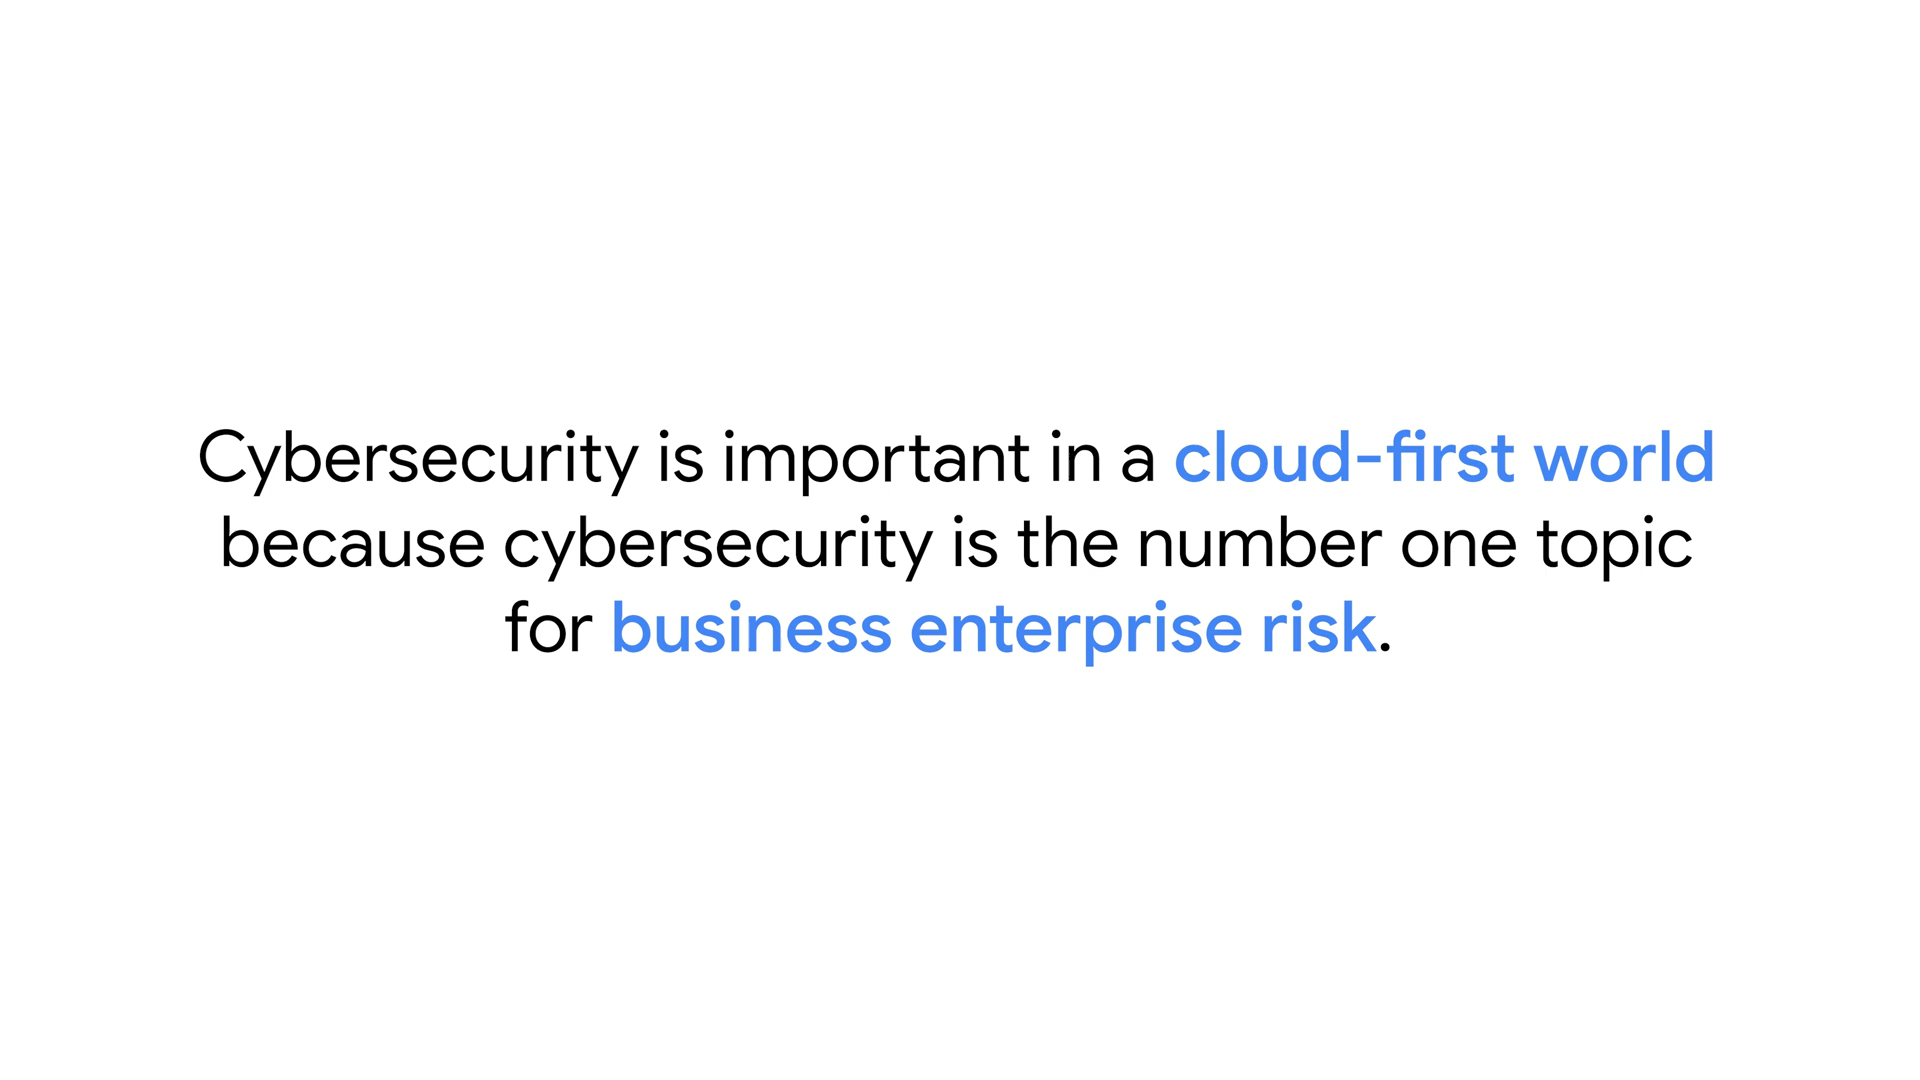 Cybersecurity is important in a cloud-first world
because cybersecurity is the number one topic
for business enterprise risk.